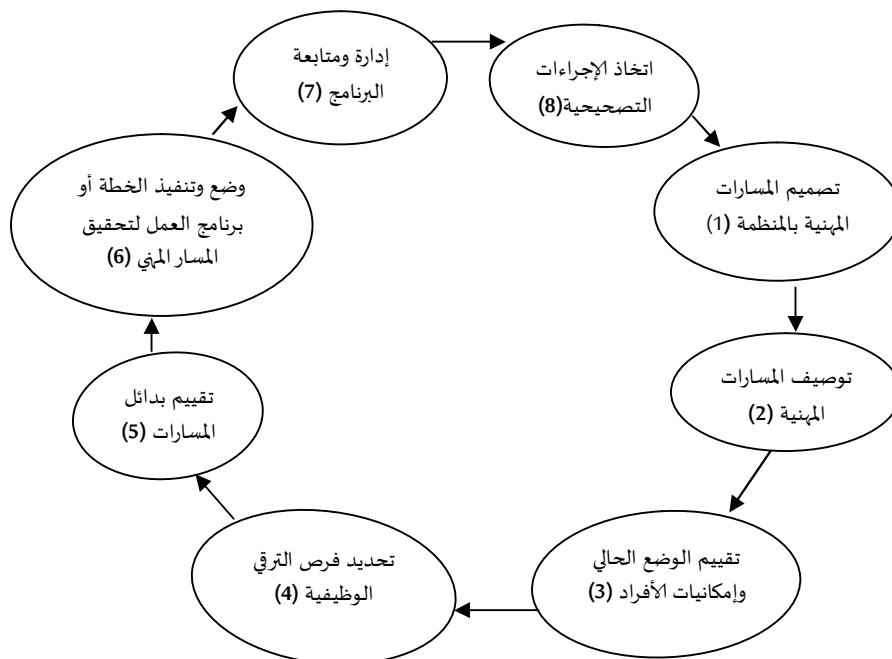 إدارة ومتابعة
البرنامج (7)
اتخاذ الإجراءات
التصحيحية(8)
تصميم المسارات
المهنية بالمنظمة (1)
توصيف المسارات
المهنية (2)
تقييم الوضع الحالي
وإمكانيات الأفراد (3)
تحديد فرص الترقي
الوظيفية (4)
تقييم بدائل
المسارات (5)
وضع وتنفيذ الخطة أو
برنامج العمل لتحقيق
المسار المهني (6)